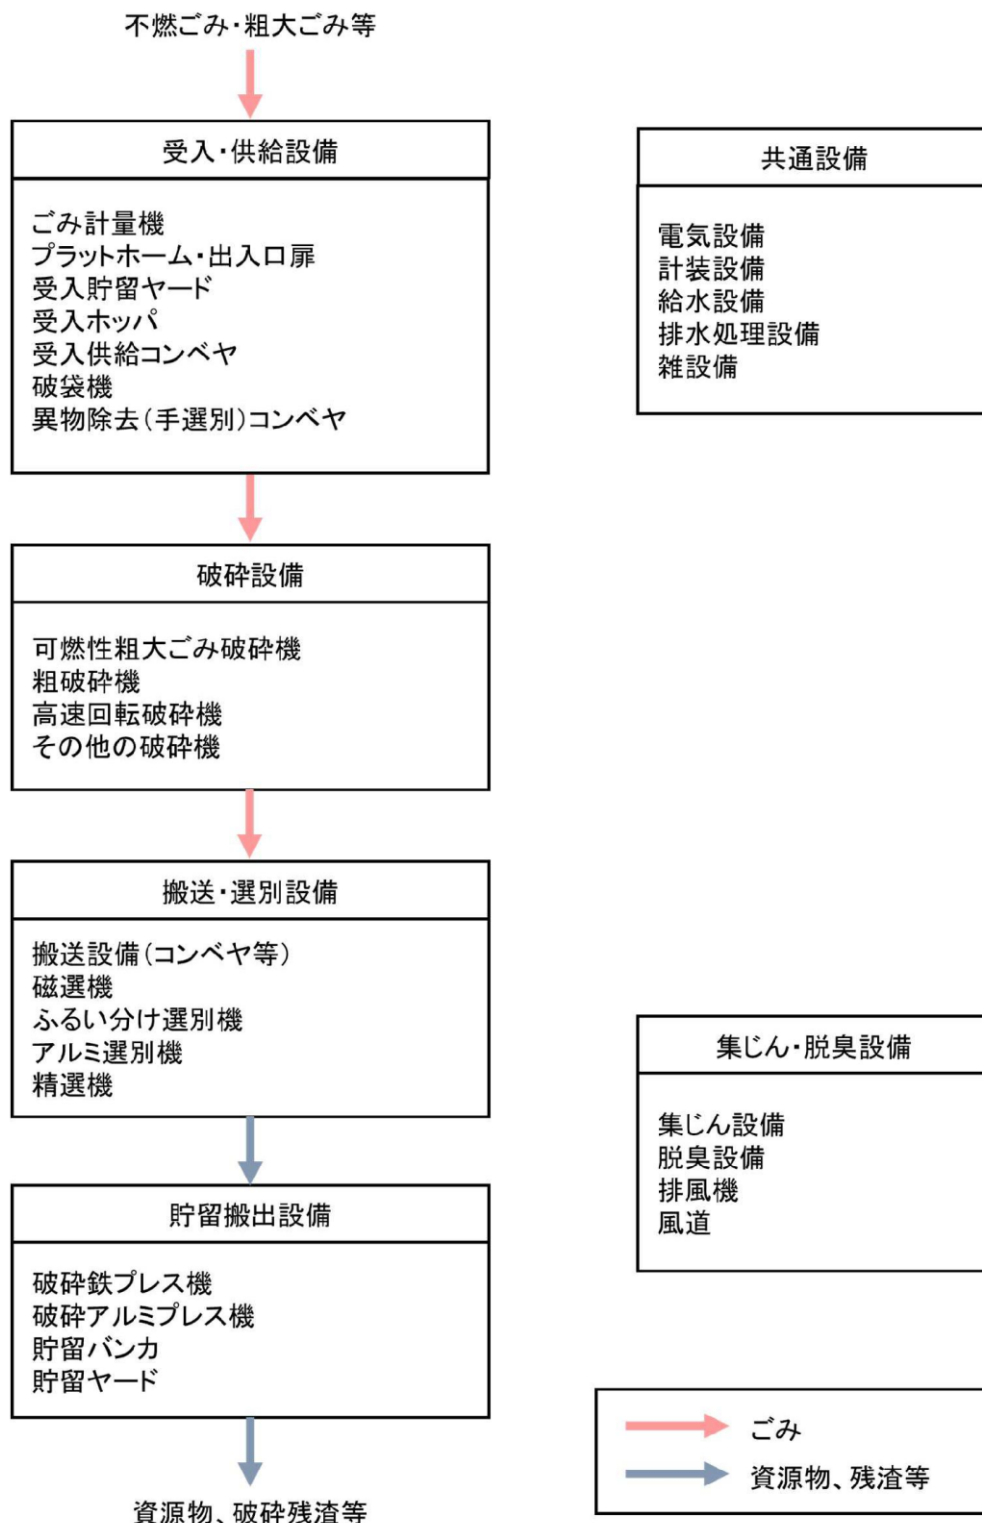 不燃ごみ・粗大ごみ等
受入・供給設備
ごみ計量機
プラットホーム・出入口扉
受入貯留ヤード
受入ホッパ
受入供給コンベヤ
破袋機
異物除去(手選別)コンベヤ
破砕設備
可燃性粗大ごみ破砕機
粗破砕機
高速回転破砕機
その他の破砕機
搬送・選別設備
搬送設備(コンベヤ等)
磁選機
ふるい分け選別機
アルミ選別機
精選機
貯留搬出設備
破砕鉄プレス機
破砕アルミプレス機
貯留バンカ
貯留ヤード
資源物、破砕残渣等
共通設備
電気設備
計装設備
給水設備
排水処理設備
雑設備
集じん・脱臭設備
集じん設備
脱臭設備
排風機
風道
ごみ
資源物、残渣等